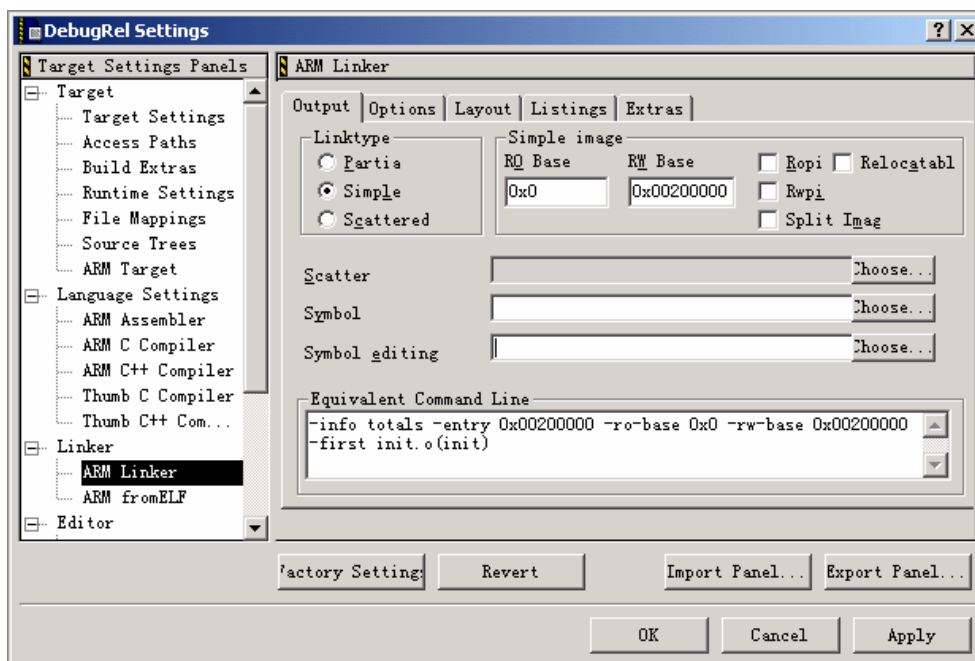 DebugRel Settings
Target Settings Panels
Target
Target Settings
Access Paths
Build Extras
Runtime Settings
File Mappings
Source Trees
ARM Target
Language Settings
ARM Assembler
ARM C Compiler
ARM C++ Compiler
Thumb C Compiler
Thumb C++ Com...
Linker
ARM Linker
ARM fromELF
Editor
ARM Linker
Output Options Layout Listings Extras
Linktype
Partia
Simple
Scattered
Simple image
RO Base RW Base
0x0 0x00200000
Ropi Relocatabl
Rwpi
Split Imag
Scatter Choose...
Symbol Choose...
Symbol editing Choose...
Equivalent Command Line
-info totals -entry 0x00200000 -ro-base 0x0 -rw-base 0x00200000
-first init.o(init)
Factory Setting Revert Import Panel... Export Panel...
OK Cancel Apply